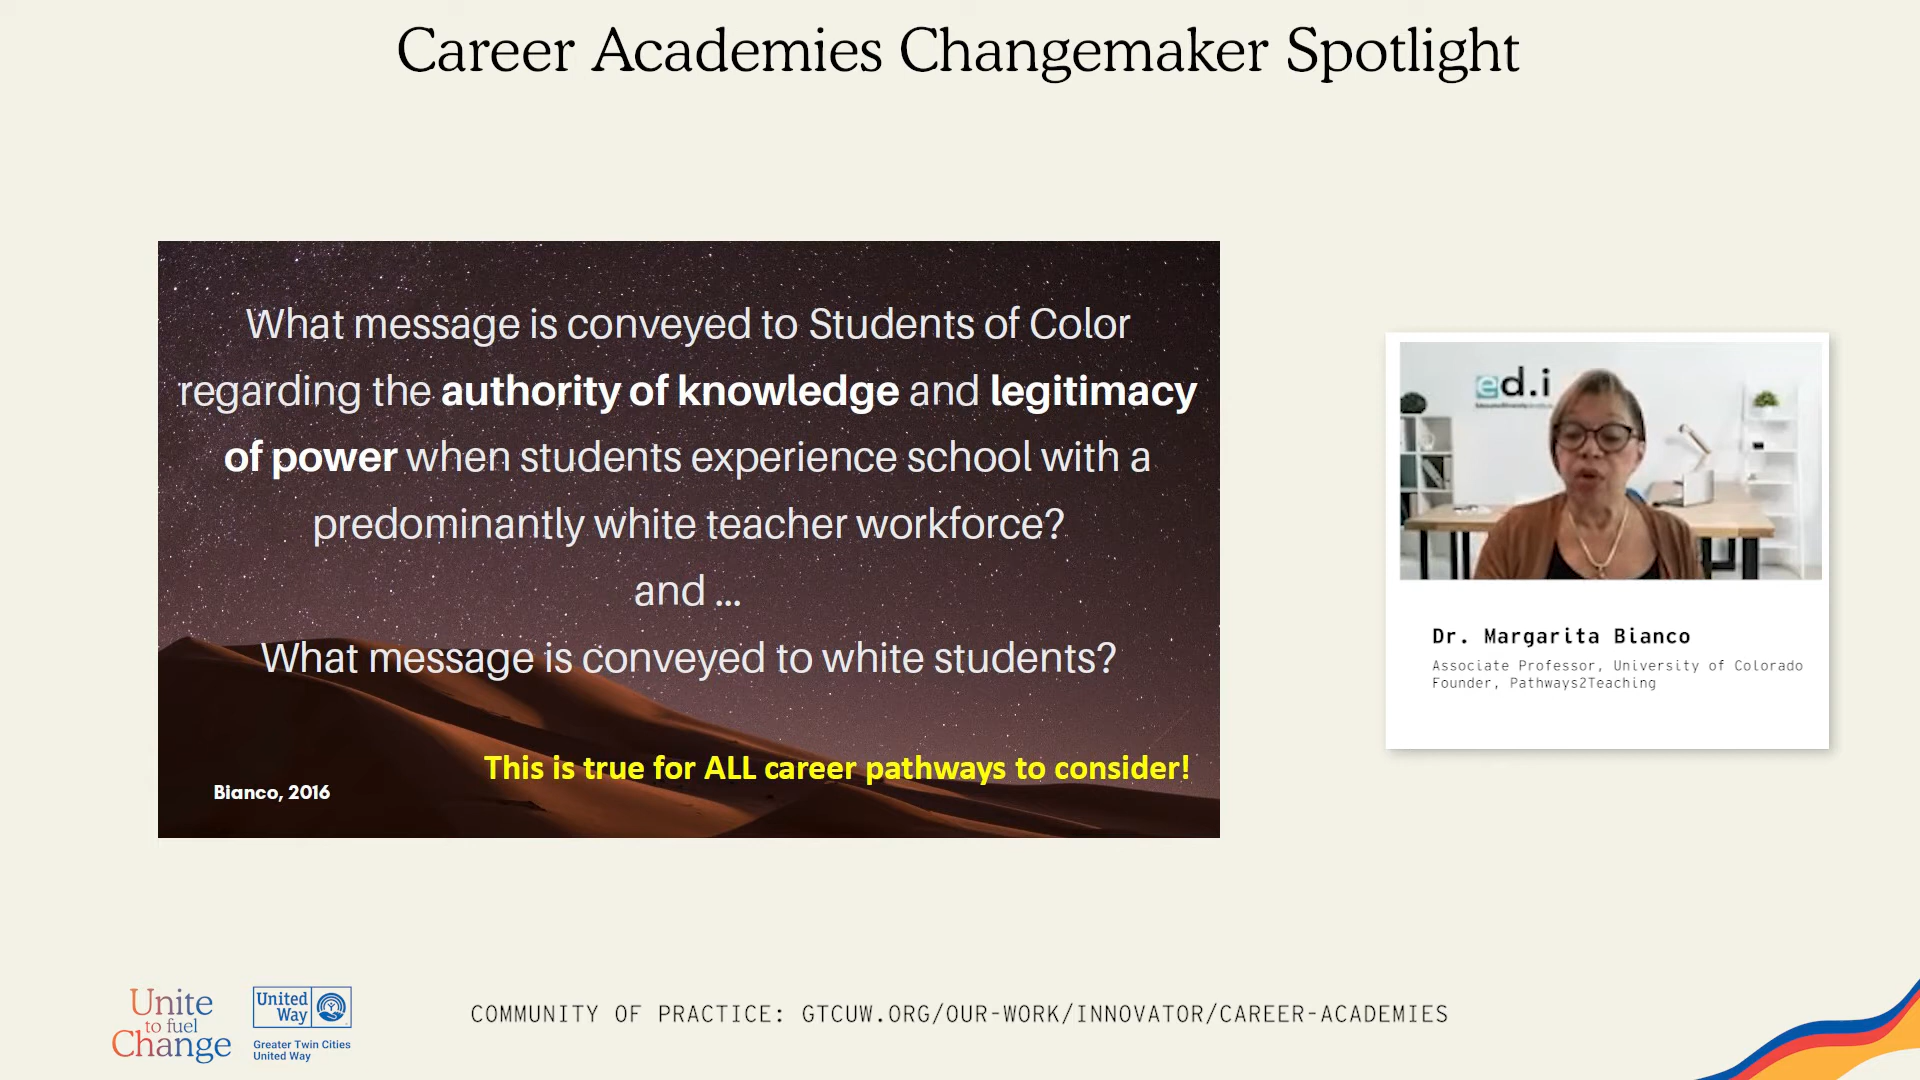 Career Academies Changemaker Spotlight
What message is conveyed to Students of Color
regarding the authority of knowledge and legitimacy
of power when students experience school with a
predominantly white teacher workforce?
and ...
What message is conveyed to white students?
This is true for ALL career pathways to consider!
Bianco, 2016
ed.i
Dr. Margarita Bianco
Associate Professor, University of Colorado
Founder, Pathways2Teaching
Unite
to fuel
Change
United
Way
Greater Twin Cities
United Way
COMMUNITY OF PRACTICE: GTCUW.ORG/OUR-WORK/INNOVATOR/CAREER-ACADEMIES